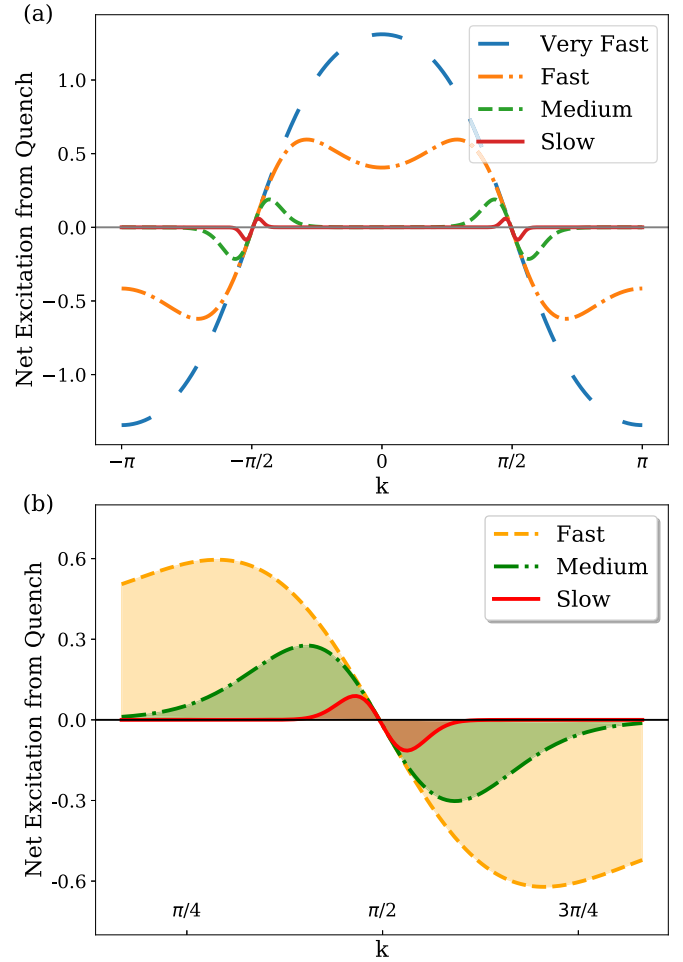 (a)
Net Excitation from Quench
1.0
0.5
0.0
−0.5
−1.0
Very Fast
Fast
Medium
Slow
−π
−π/2
0
π/2
π
k
(b)
Net Excitation from Quench
0.6
0.3
0.0
-0.3
-0.6
Fast
Medium
Slow
π/4
π/2
3π/4
k